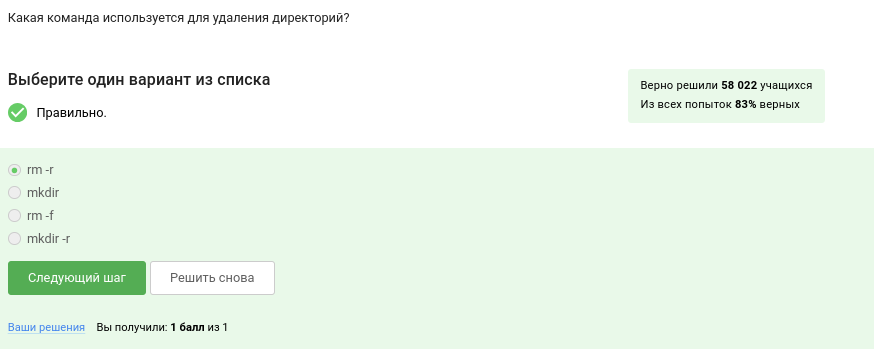 Какая команда используется для удаления директорий?
Выберите один вариант из списка
Правильно.
Верно решили 58 022 учащихся
Из всех попыток 83% верных
rm -r
mkdir
rm -f
mkdir -r
Следующий шаг
Решить снова
Ваши решения Вы получили: 1 балл из 1